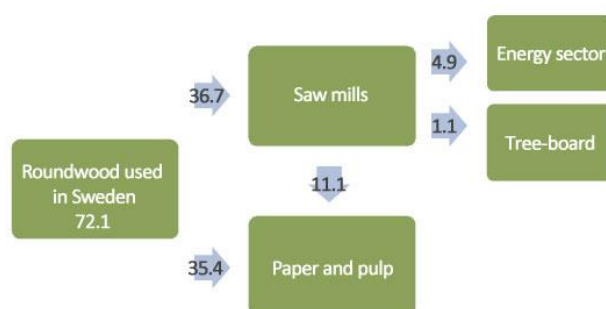 Roundwood used
in Sweden
72.1
36.7
35.4
Saw mills
11.1
Paper and pulp
4.9
Energy sector
1.1
Tree-board